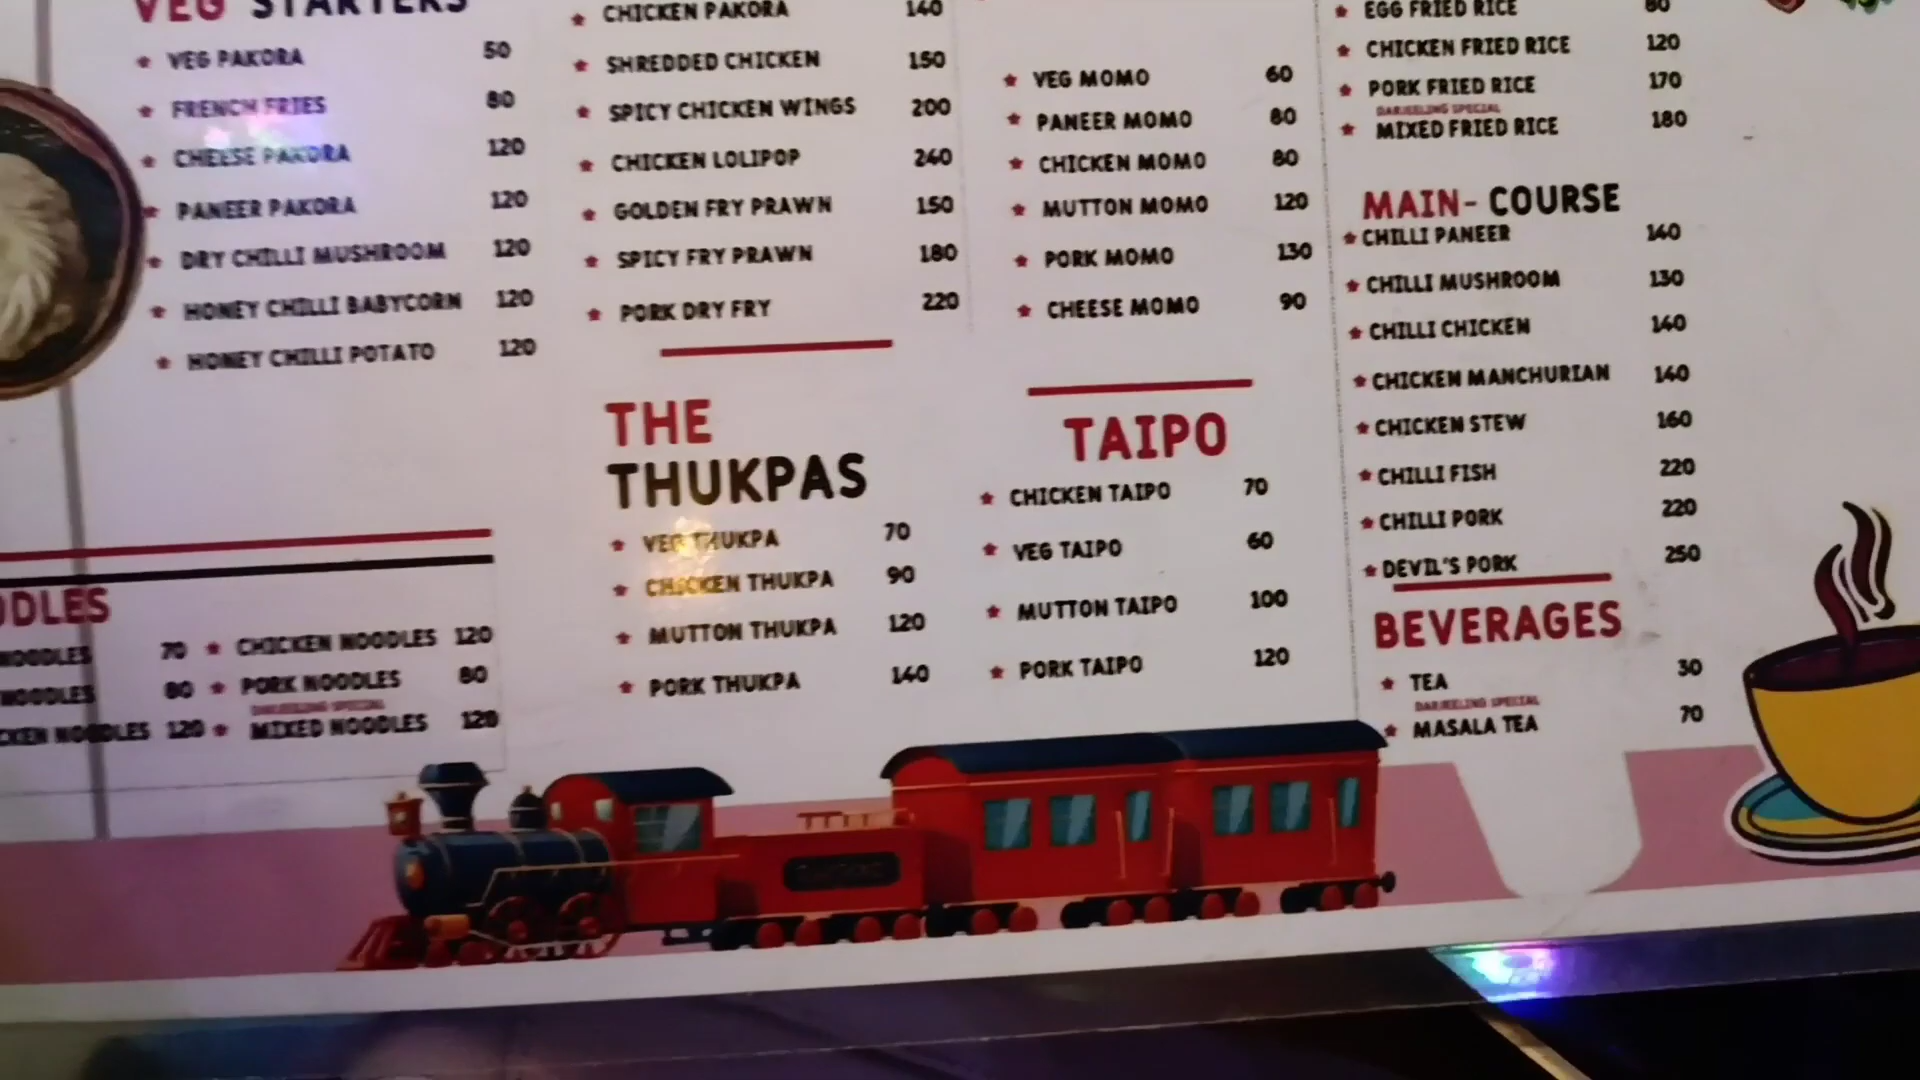 VEG STARTERS
VEG PAKORA 50
FRENCH FRIES 80
CHEESE PAKORA 120
PANEER PAKORA 120
DRY CHILLI MUSHROOM 120
HONEY CHILLI BABYCORN 120
HONEY CHILLI POTATO 120
CHICKEN PAKORA 140
SHREDDED CHICKEN 150
SPICY CHICKEN WINGS 200
CHICKEN LOLIPOP 240
GOLDEN FRY PRAWN 150
SPICY FRY PRAWN 180
PORK DRY FRY 220
VEG MOMO 60
PANEER MOMO 80
CHICKEN MOMO 80
MUTTON MOMO 120
PORK MOMO 130
CHEESE MOMO 90
EGG FRIED RICE 80
CHICKEN FRIED RICE 120
PORK FRIED RICE 170
DARJEELING SPECIAL
MIXED FRIED RICE 180
MAIN- COURSE
CHILLI PANEER 140
CHILLI MUSHROOM 130
CHILLI CHICKEN 140
CHICKEN MANCHURIAN 140
CHICKEN STEW 160
CHILLI FISH 220
CHILLI PORK 220
DEVIL'S PORK 250
BEVERAGES
TEA 30
DARJEELING SPECIAL
MASALA TEA 70
THE
THUKPAS
VEG THUKPA 70
CHICKEN THUKPA 90
MUTTON THUKPA 120
PORK THUKPA 140
TAIPO
CHICKEN TAIPO 70
VEG TAIPO 60
MUTTON TAIPO 100
PORK TAIPO 120
ODLES
NOODLES 70 CHICKEN NOODLES 120
NOODLES 80 PORK NOODLES 80
DARJEELING SPECIAL
CKEN NOODLES 120 MIXED NOODLES 120